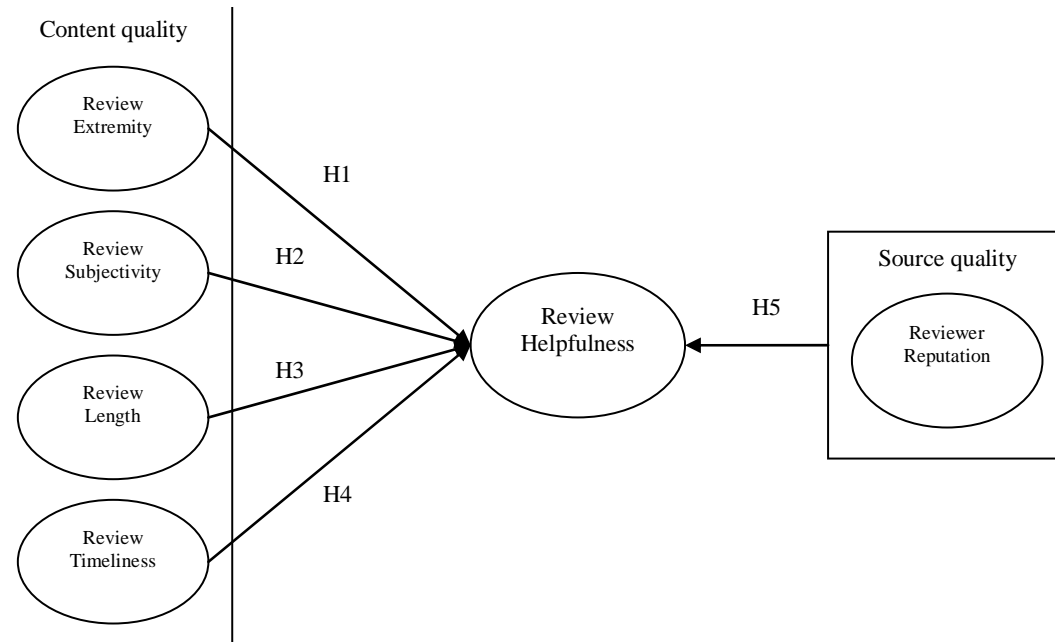 Content quality
Review
Extremity
H1
Review
Subjectivity
H2
Review
Length
H3
Review
Timeliness
H4
Review
Helpfulness
H5
Source quality
Reviewer
Reputation